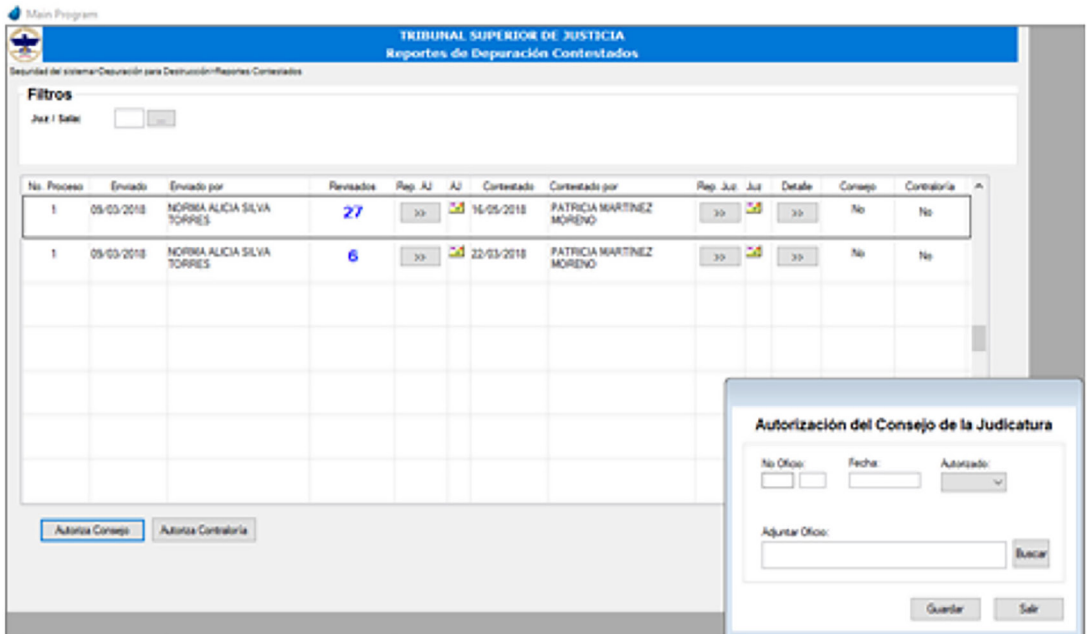 Main Program
TRIBUNAL SUPERIOR DE JUSTICIA
Reportes de Depuración Contestados
Seguridad del sistema>Depuración para Destrucción>Reportes Contestados
Filtros
Juz / Sala:
...
No. Proceso Enviado Enviado por Revisados Rep. AJ AJ Contestado Contestado por Rep. Juz. Juz Detalle Consejo Contraloría
1 09/03/2018 NORMA ALICIA SILVA TORRES 27 >> 16/05/2018 PATRICIA MARTÍNEZ MORENO >> >> No No
1 09/03/2018 NORMA ALICIA SILVA TORRES 6 >> 22/03/2018 PATRICIA MARTÍNEZ MORENO >> >> No No
Autoriza Consejo Autoriza Contraloría
Autorización del Consejo de la Judicatura
No Oficio: Fecha: Autorizado:
Adjuntar Oficio:
Buscar
Guardar Salir